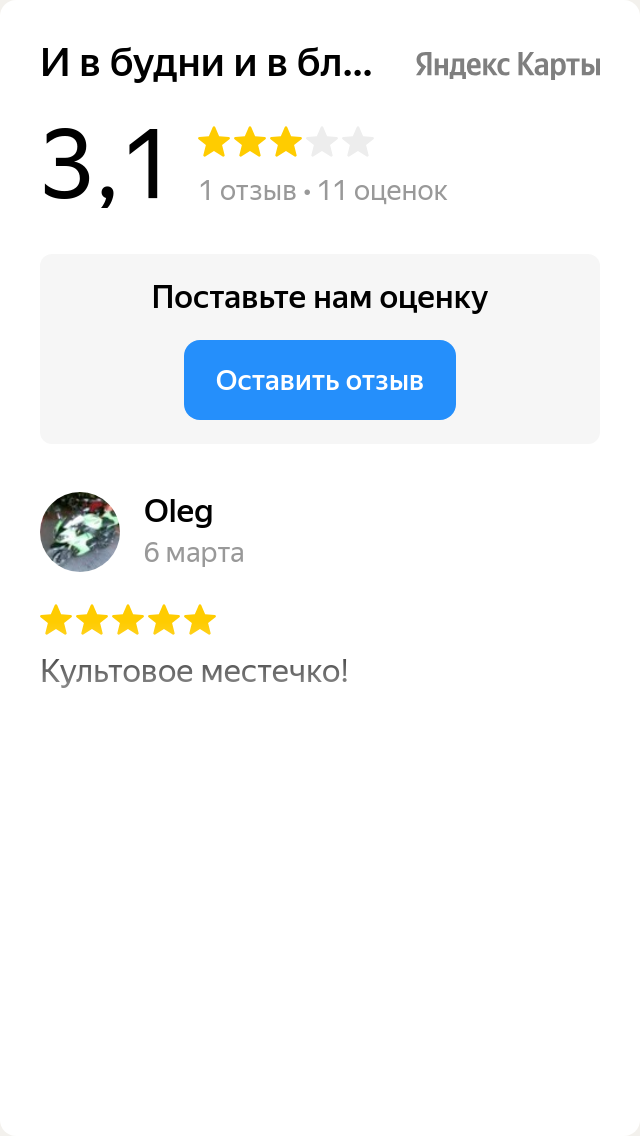 И в будни и в бл...
Яндекс Карты
3,1
1 отзыв • 11 оценок
Поставьте нам оценку
Оставить отзыв
Oleg
6 марта
Культовое местечко!